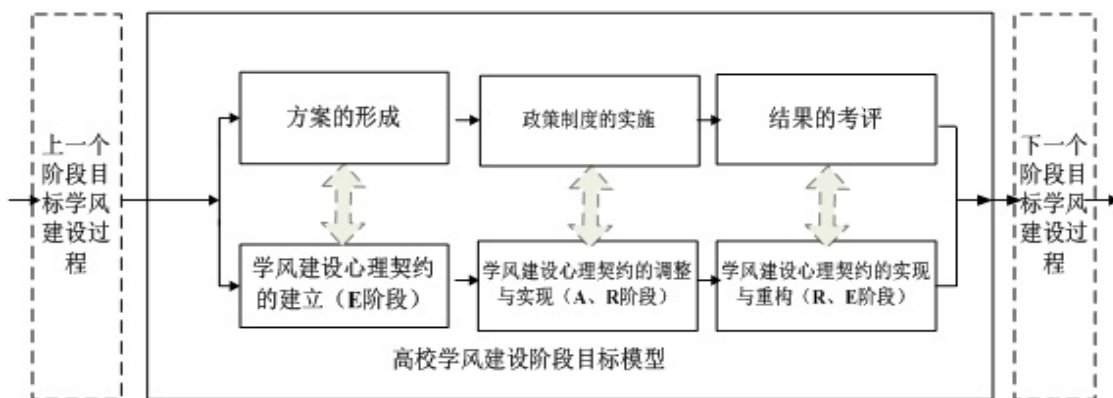 上一个
阶段目
标学风
建设过
程
方案的形成
政策制度的实施
结果的考评
学风建设心理契约
的建立（E阶段）
学风建设心理契约的调整
与实现（A、R阶段）
学风建设心理契约的实现
与重构（R、E阶段）
高校学风建设阶段目标模型
下一个
阶段目
标学风
建设过
程